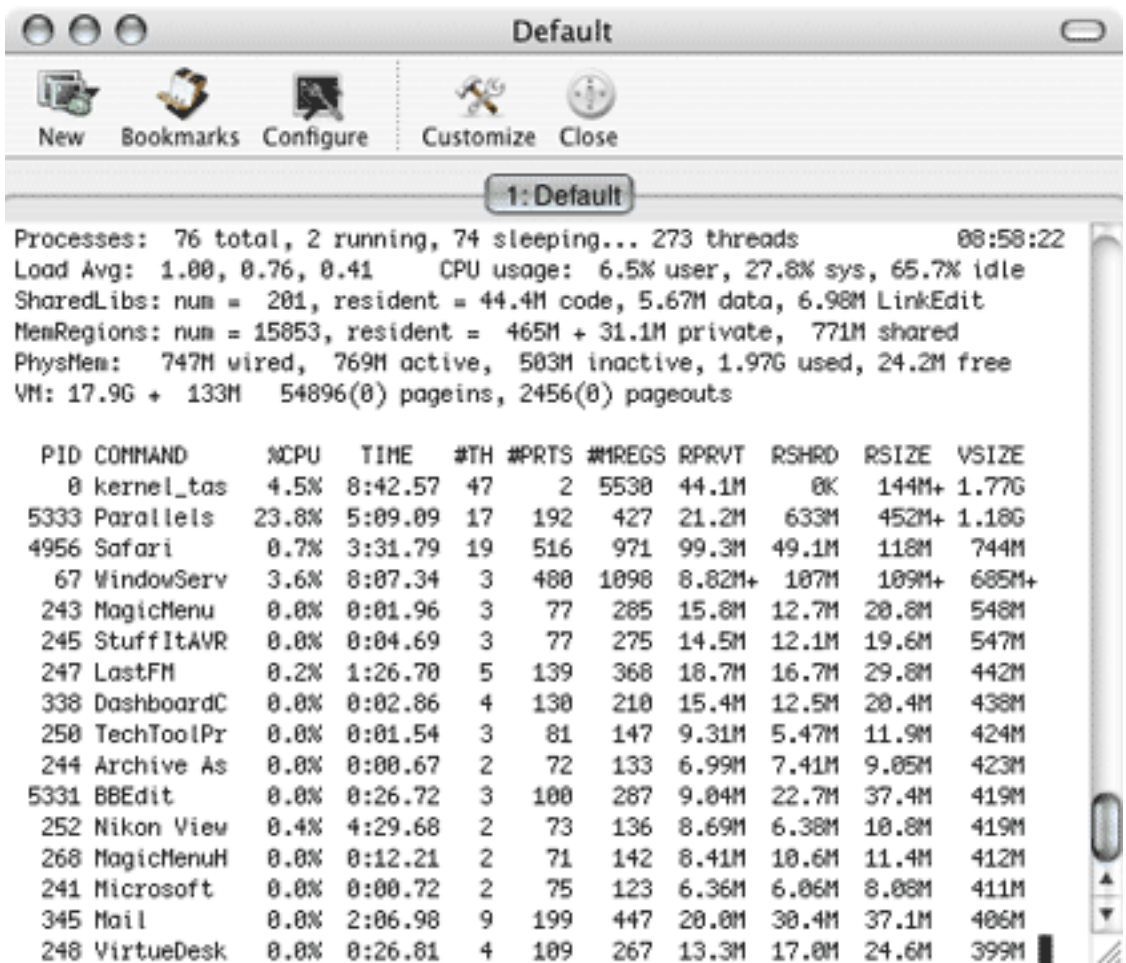 Default
New Bookmarks Configure Customize Close
1: Default
Processes: 76 total, 2 running, 74 sleeping... 273 threads 08:58:22
Load Avg: 1.00, 0.76, 0.41 CPU usage: 6.5% user, 27.8% sys, 65.7% idle
SharedLibs: num = 201, resident = 44.4M code, 5.67M data, 6.98M LinkEdit
MemRegions: num = 15853, resident = 465M + 31.1M private, 771M shared
PhysMem: 747M wired, 769M active, 503M inactive, 1.97G used, 24.2M free
VM: 17.9G + 133M 54896(0) pageins, 2456(0) pageouts
PID COMMAND %CPU TIME #TH #PRTS #MREGS RPRVT RSHRD RSIZE VSIZE
0 kernel_tas 4.5% 8:42.57 47 2 5530 44.1M 0K 144M+ 1.77G
5333 Parallels 23.8% 5:09.09 17 192 427 21.2M 633M 452M+ 1.18G
4956 Safari 0.7% 3:31.79 19 516 971 99.3M 49.1M 118M 744M
67 WindowServ 3.6% 8:07.34 3 480 1098 8.82M+ 107M 109M+ 685M+
243 MagicMenu 0.0% 0:01.96 3 77 285 15.8M 12.7M 20.8M 548M
245 StuffItAVR 0.0% 0:04.69 3 77 275 14.5M 12.1M 19.6M 547M
247 LastFM 0.2% 1:26.70 5 139 368 18.7M 16.7M 29.8M 442M
338 DashboardC 0.0% 0:02.86 4 130 210 15.4M 12.5M 20.4M 438M
250 TechToolPr 0.0% 0:01.54 3 81 147 9.31M 5.47M 11.9M 424M
244 Archive As 0.0% 0:00.67 2 72 133 6.99M 7.41M 9.05M 423M
5331 BBEdit 0.0% 0:26.72 3 100 287 9.04M 22.7M 37.4M 419M
252 Nikon View 0.4% 4:29.68 2 73 136 8.69M 6.38M 10.8M 419M
268 MagicMenuH 0.0% 0:12.21 2 71 142 8.41M 10.6M 11.4M 412M
241 Microsoft 0.0% 0:00.72 2 75 123 6.36M 6.06M 8.08M 411M
345 Mail 0.0% 2:06.98 9 199 447 20.0M 30.4M 37.1M 406M
248 VirtueDesk 0.0% 0:26.81 4 109 267 13.3M 17.0M 24.6M 399M